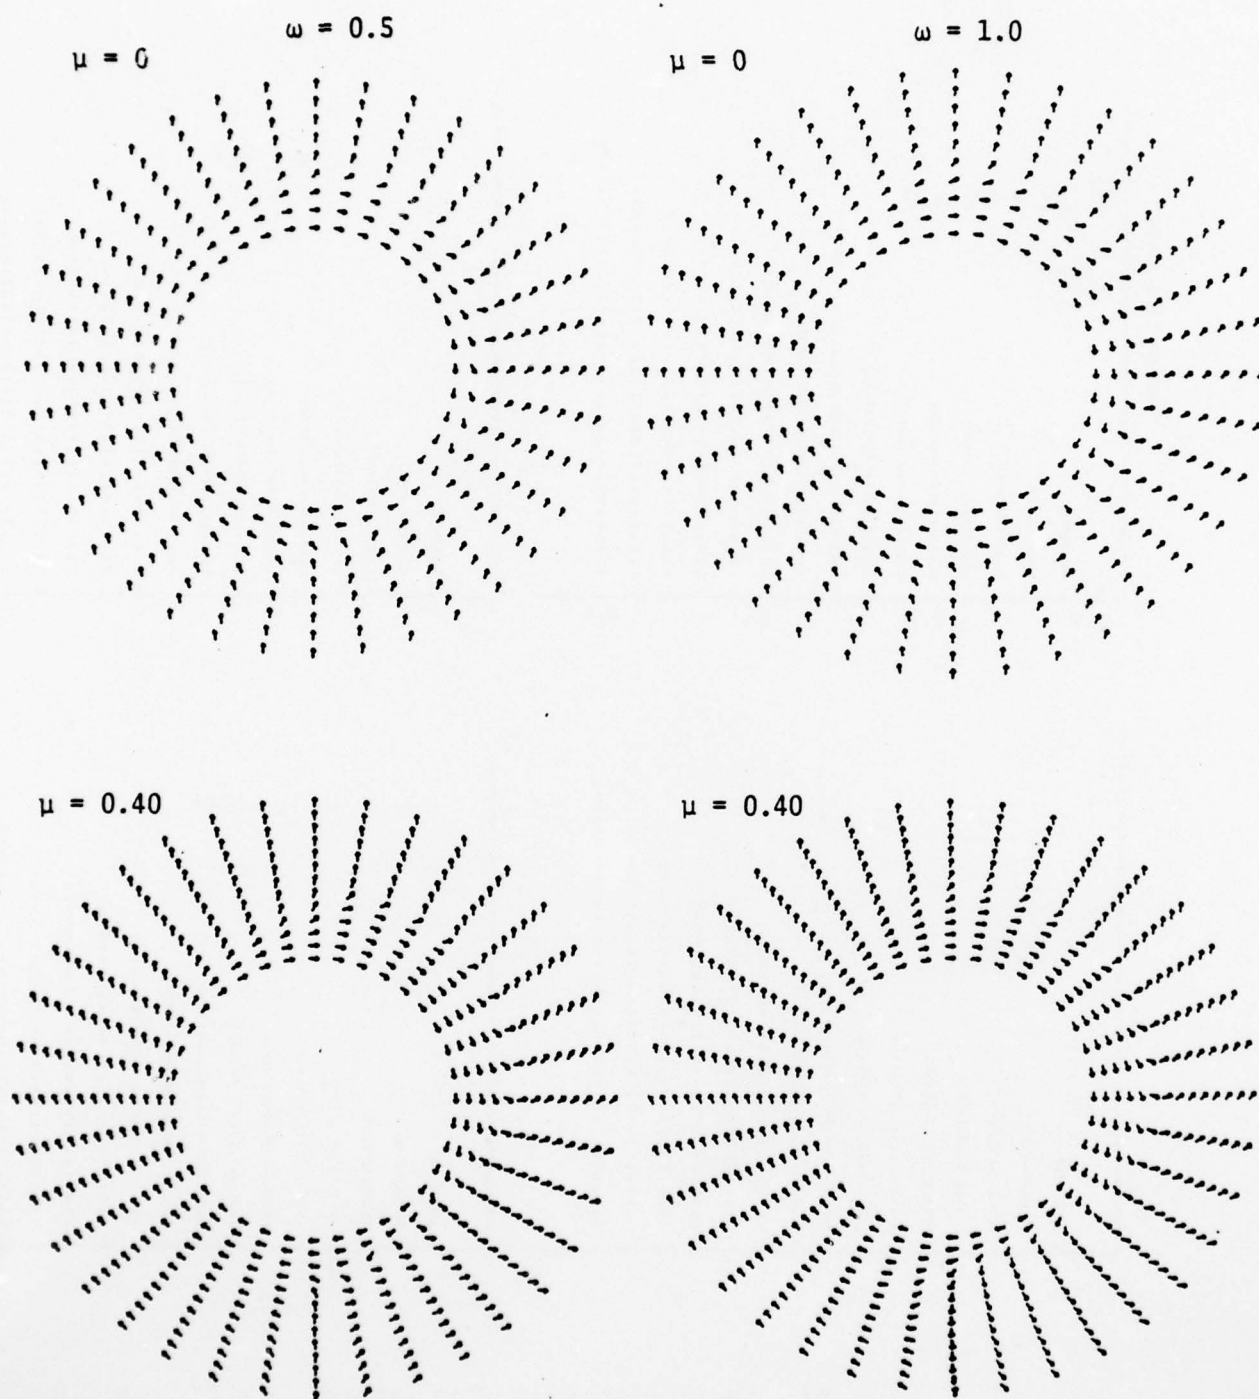 ω = 0.5
μ = 0
ω = 1.0
μ = 0
μ = 0.40
μ = 0.40